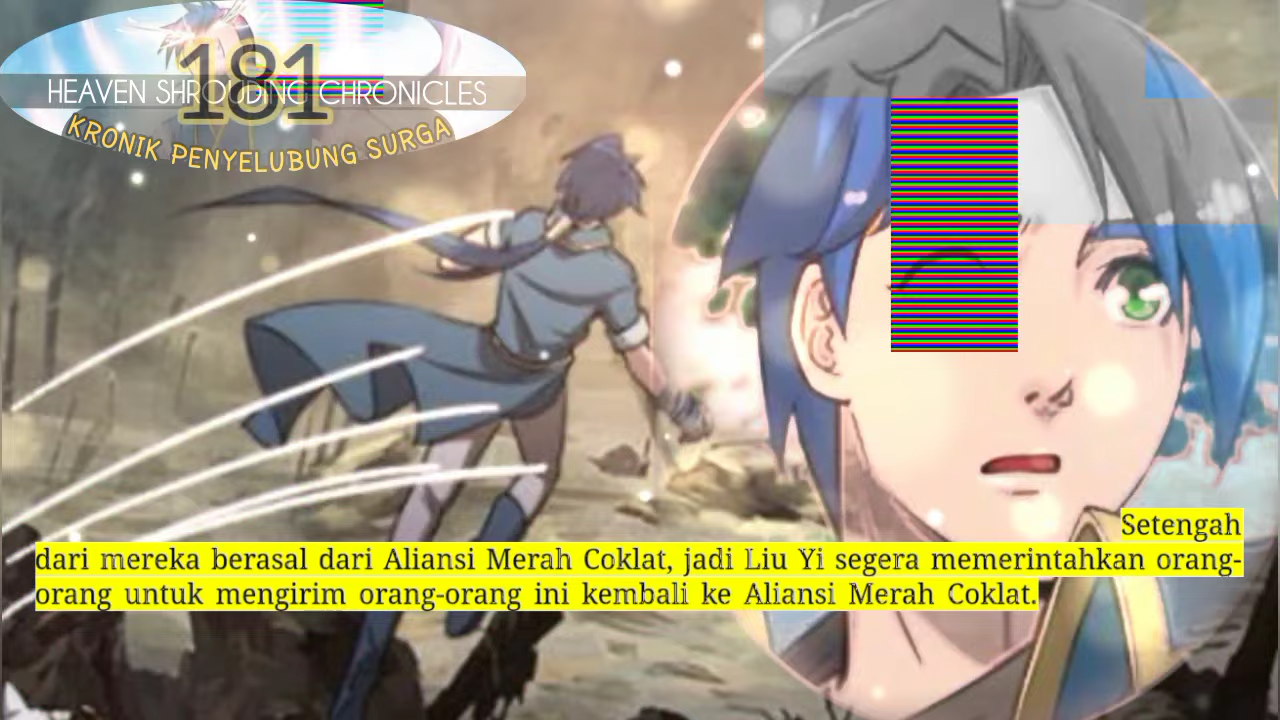 181
HEAVEN SHROUDING CHRONICLES
KRONIK PENYELUBUNG SURGA
Setengah
dari mereka berasal dari Aliansi Merah Coklat, jadi Liu Yi segera memerintahkan orang-
orang untuk mengirim orang-orang ini kembali ke Aliansi Merah Coklat.